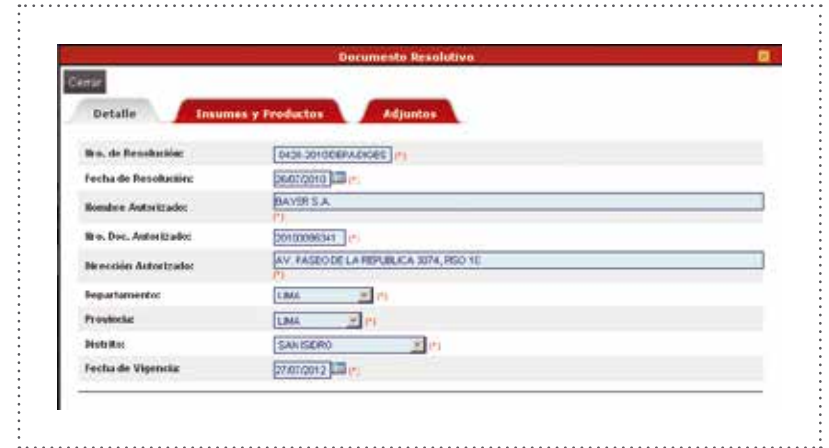 Documento Resolutivo
Cerrar
Detalle Insumos y Productos Adjuntos
Nro. de Resolución: (*)
Fecha de Resolución: 26/07/2010 (*)
Nombre Autorizado: BAYER S.A.
(*)
Nro. Doc. Autorizado: 20100096341 (*)
Dirección Autorizado: AV. PASEO DE LA REPUBLICA 3074, PISO 10
(*)
Departamento: LIMA (*)
Provincia: LIMA (*)
Distrito: SAN ISIDRO (*)
Fecha de Vigencia: 27/07/2012 (*)